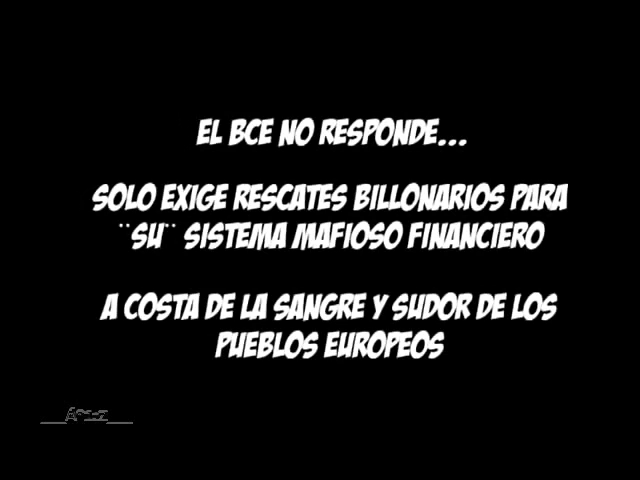 EL BCE NO RESPONDE...
SOLO EXIGE RESCATES BILLONARIOS PARA
¨SU¨ SISTEMA MAFIOSO FINANCIERO
A COSTA DE LA SANGRE Y SUDOR DE LOS
PUEBLOS EUROPEOS